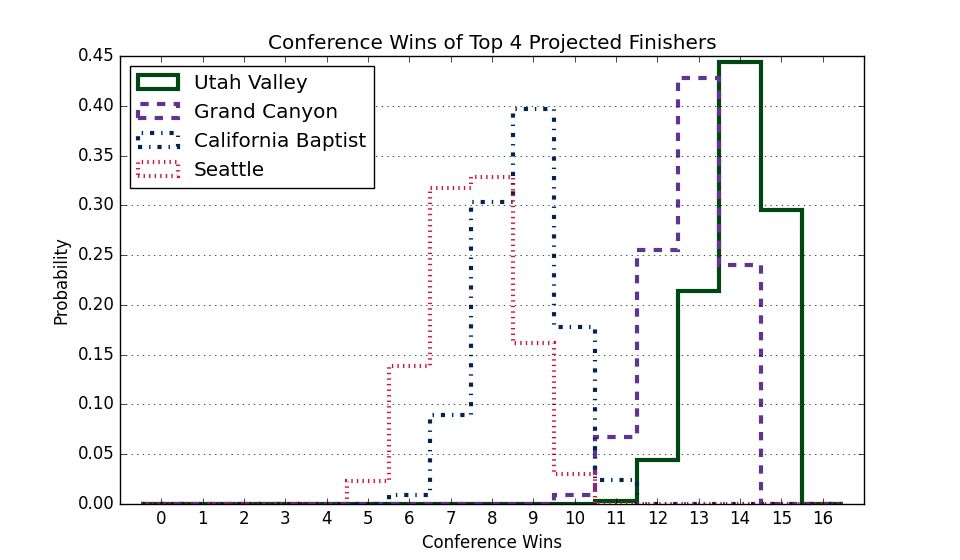 Conference Wins of Top 4 Projected Finishers
0.45
0.40
0.35
0.30
0.25
0.20
0.15
0.10
0.05
0.00
Probability
Utah Valley
Grand Canyon
California Baptist
Seattle
0 1 2 3 4 5 6 7 8 9 10 11 12 13 14 15 16
Conference Wins